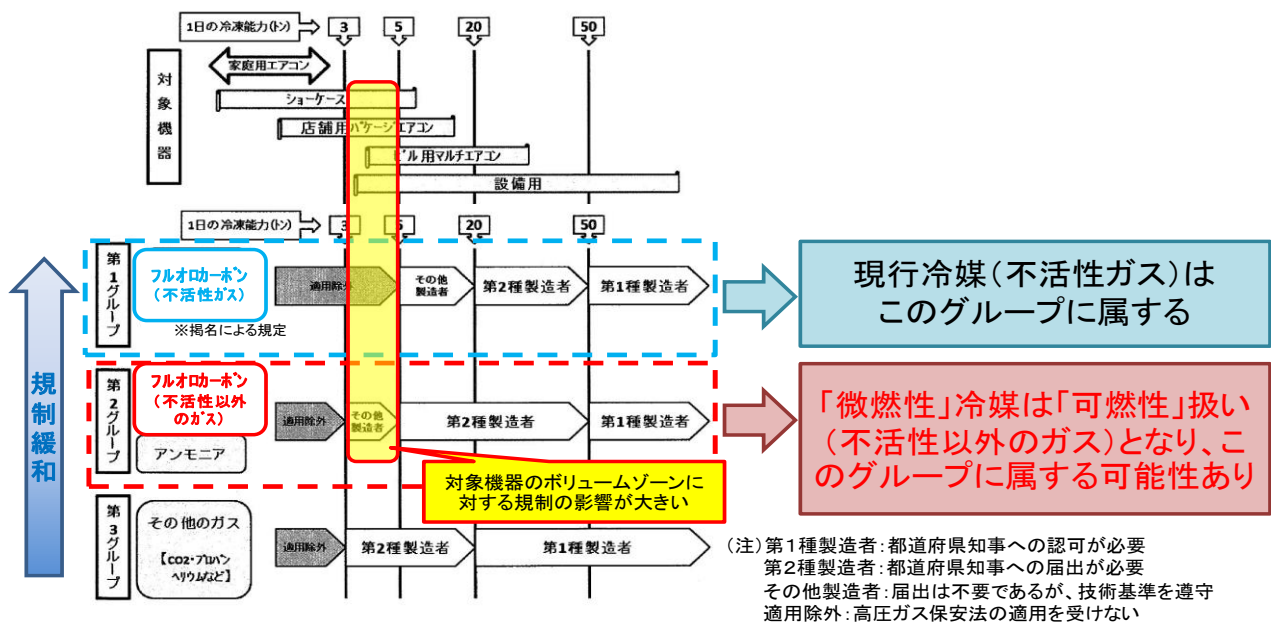 1日の冷凍能力(トン)
3
5
20
50
対象機器
家庭用エアコン
ショーケース
店舗用パケージエアコン
ビル用マルチエアコン
設備用
1日の冷凍能力(トン)
3
5
20
50
規制緩和
第1グループ
フルオロカーボン
(不活性ガス)
※掲名による規定
適用除外
その他
製造者
第2種製造者
第1種製造者
現行冷媒(不活性ガス)は
このグループに属する
第2グループ
フルオロカーボン
(不活性以外
のガス)
アンモニア
適用除外
その他
製造者
第2種製造者
第1種製造者
「微燃性」冷媒は「可燃性」扱い
(不活性以外のガス)となり、こ
のグループに属する可能性あり
対象機器のボリュームゾーンに
対する規制の影響が大きい
第3グループ
その他のガス
【CO2・プロパン
ヘリウムなど】
適用除外
第2種製造者
第1種製造者
(注)第1種製造者:都道府県知事への認可が必要
第2種製造者:都道府県知事への届出が必要
その他製造者:届出は不要であるが、技術基準を遵守
適用除外:高圧ガス保安法の適用を受けない